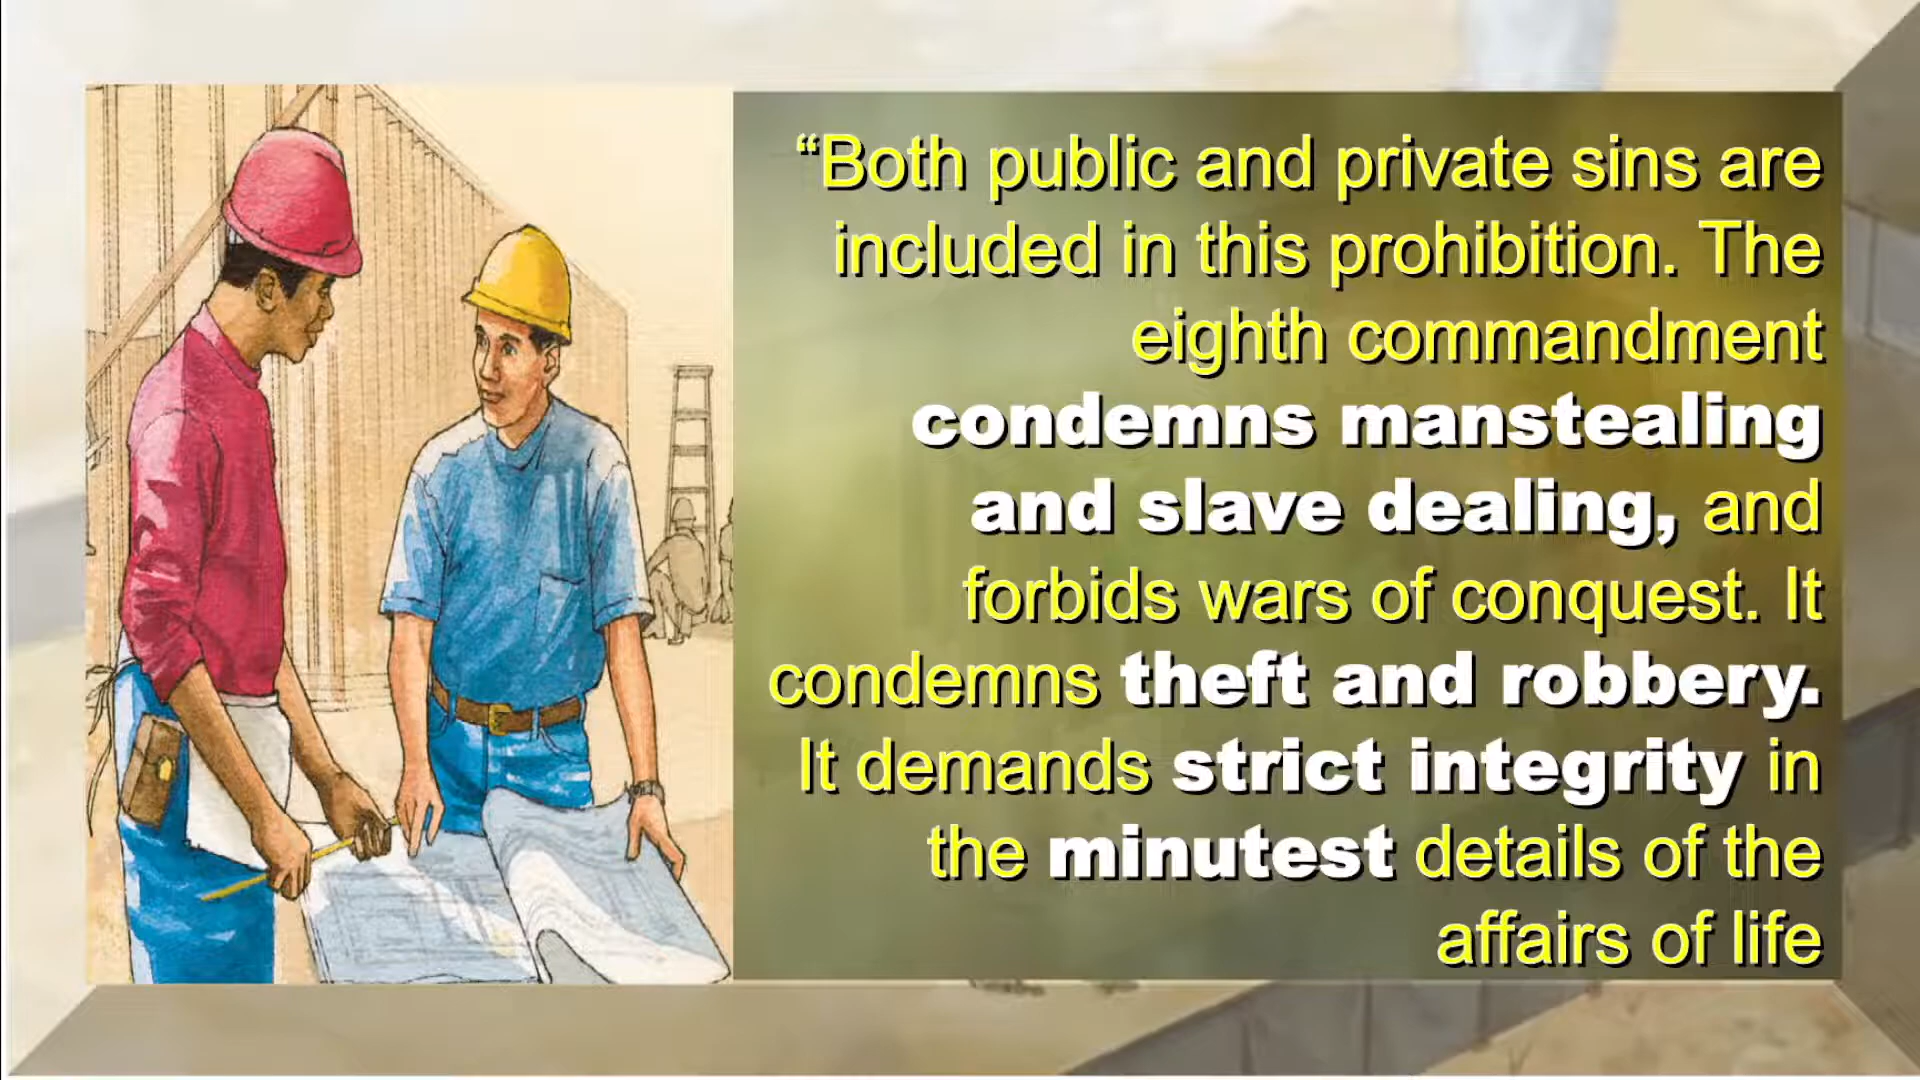 “Both public and private sins are
included in this prohibition. The
eighth commandment
condemns manstealing
and slave dealing, and
forbids wars of conquest. It
condemns theft and robbery.
It demands strict integrity in
the minutest details of the
affairs of life